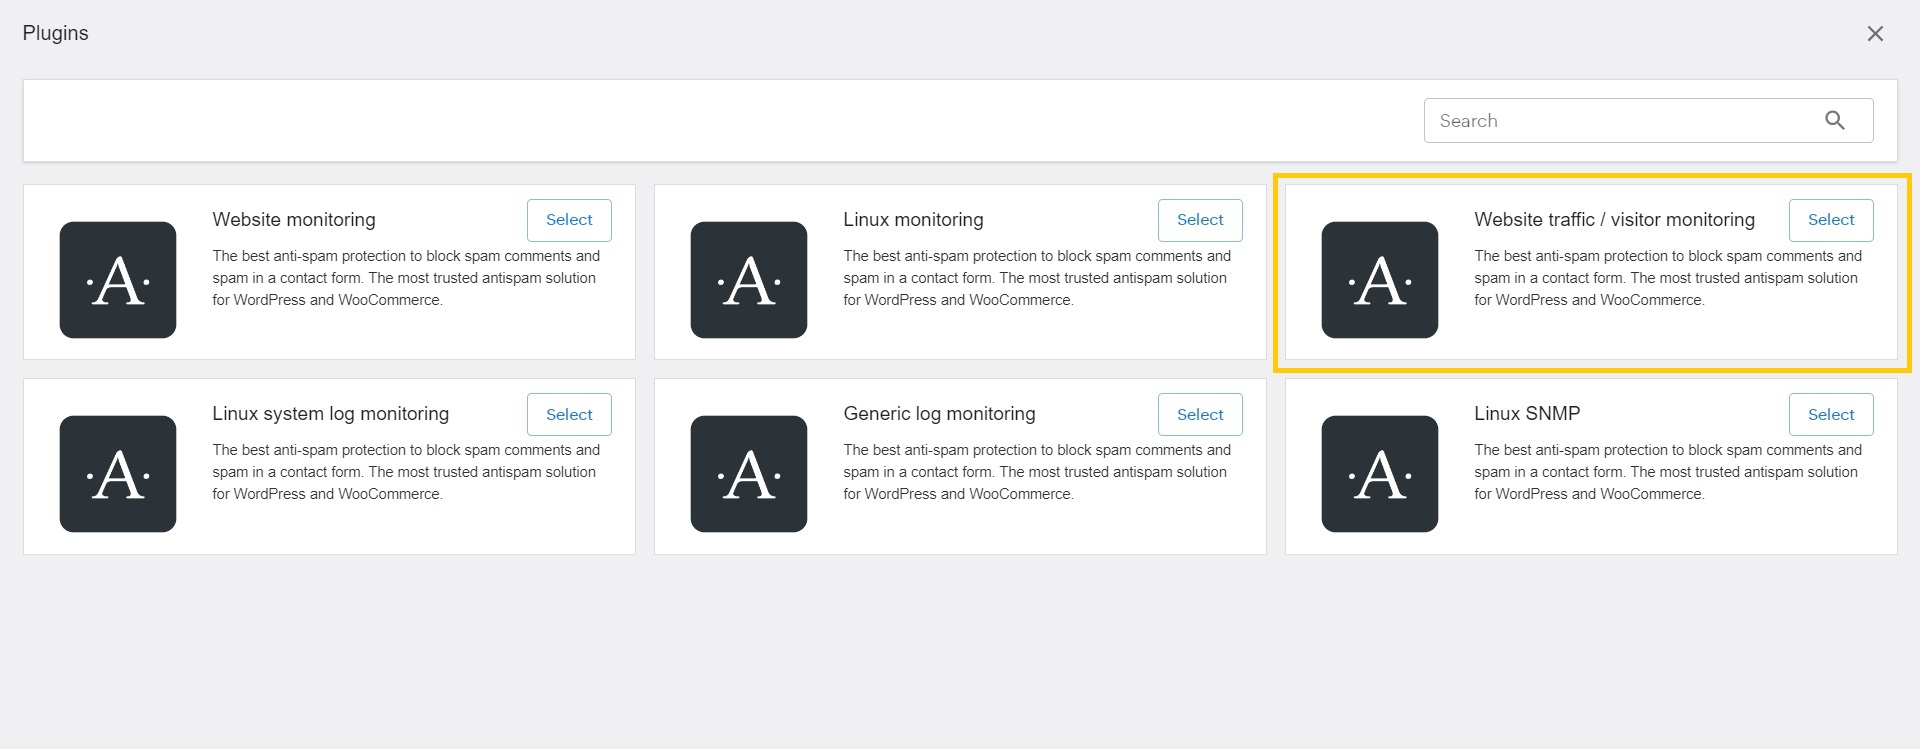 Plugins
Search
Website monitoring
Select
The best anti-spam protection to block spam comments and
spam in a contact form. The most trusted antispam solution
for WordPress and WooCommerce.
·A·
Linux monitoring
Select
The best anti-spam protection to block spam comments and
spam in a contact form. The most trusted antispam solution
for WordPress and WooCommerce.
·A·
Website traffic / visitor monitoring
Select
The best anti-spam protection to block spam comments and
spam in a contact form. The most trusted antispam solution
for WordPress and WooCommerce.
·A·
Linux system log monitoring
Select
The best anti-spam protection to block spam comments and
spam in a contact form. The most trusted antispam solution
for WordPress and WooCommerce.
·A·
Generic log monitoring
Select
The best anti-spam protection to block spam comments and
spam in a contact form. The most trusted antispam solution
for WordPress and WooCommerce.
·A·
Linux SNMP
Select
The best anti-spam protection to block spam comments and
spam in a contact form. The most trusted antispam solution
for WordPress and WooCommerce.
·A·